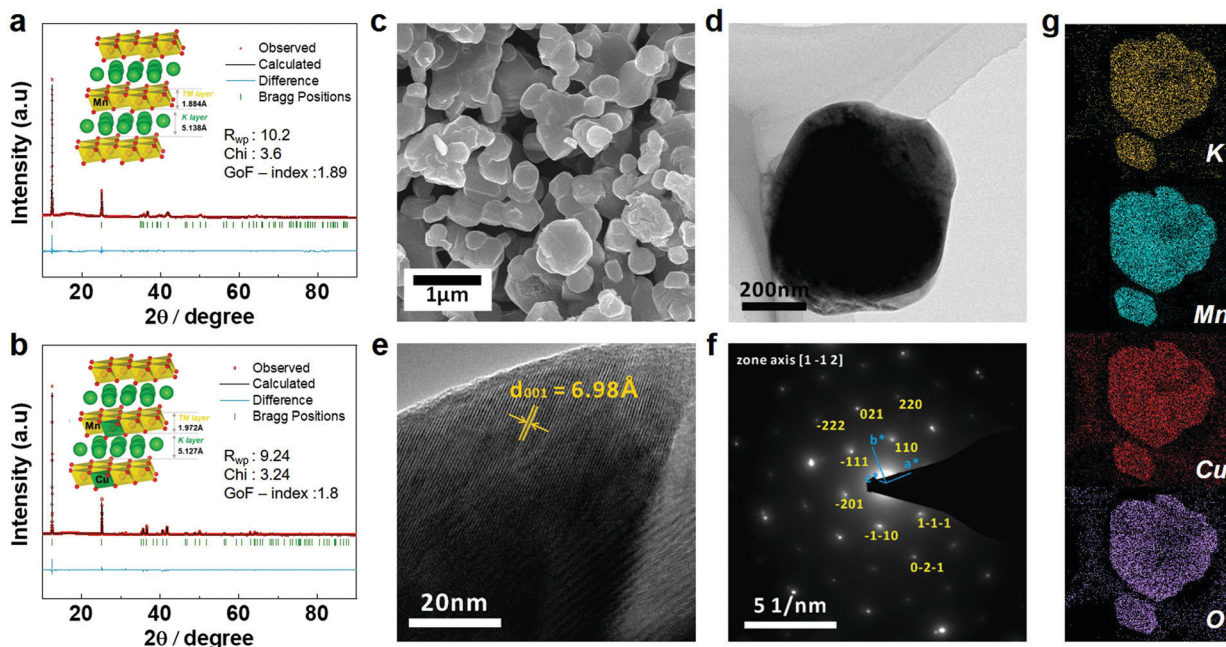 a
Intensity (a.u)
Observed
Calculated
Difference
Bragg Positions
Mn
TM layer
1.884Å
K layer
5.138Å
Rwp : 10.2
Chi : 3.6
GoF – index :1.89
20
40
60
80
2θ / degree
b
Intensity (a.u)
Observed
Calculated
Difference
Bragg Positions
Mn
TM layer
1.972Å
K layer
5.127Å
Cu
Rwp : 9.24
Chi : 3.24
GoF – index :1.8
20
40
60
80
2θ / degree
c
1μm
d
200nm
e
d001 = 6.98Å
20nm
f
zone axis [1 -1 2]
220
021
-222
b*
110
-111
a*
-201
1-1-1
-1-10
0-2-1
5 1/nm
g
K
Mn
Cu
O